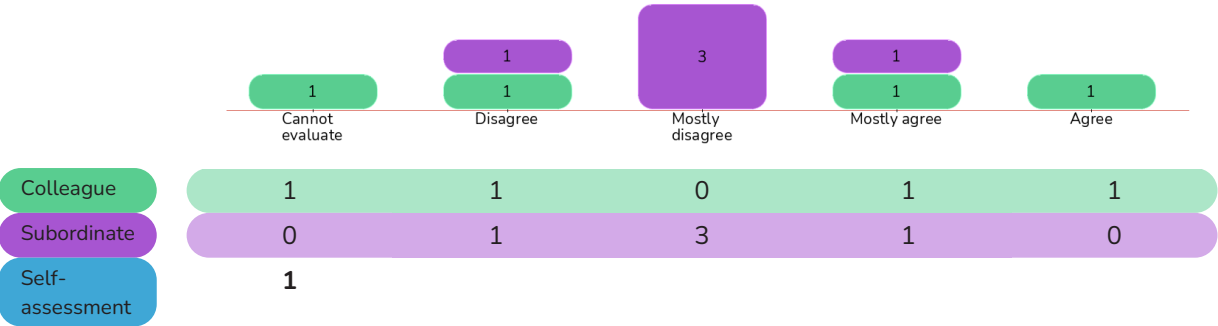 3
1
1
1
1
1
1
Cannot
evaluate
Disagree
Mostly
disagree
Mostly agree
Agree
Colleague 1 1 0 1 1
Subordinate 0 1 3 1 0
Self-
assessment
1